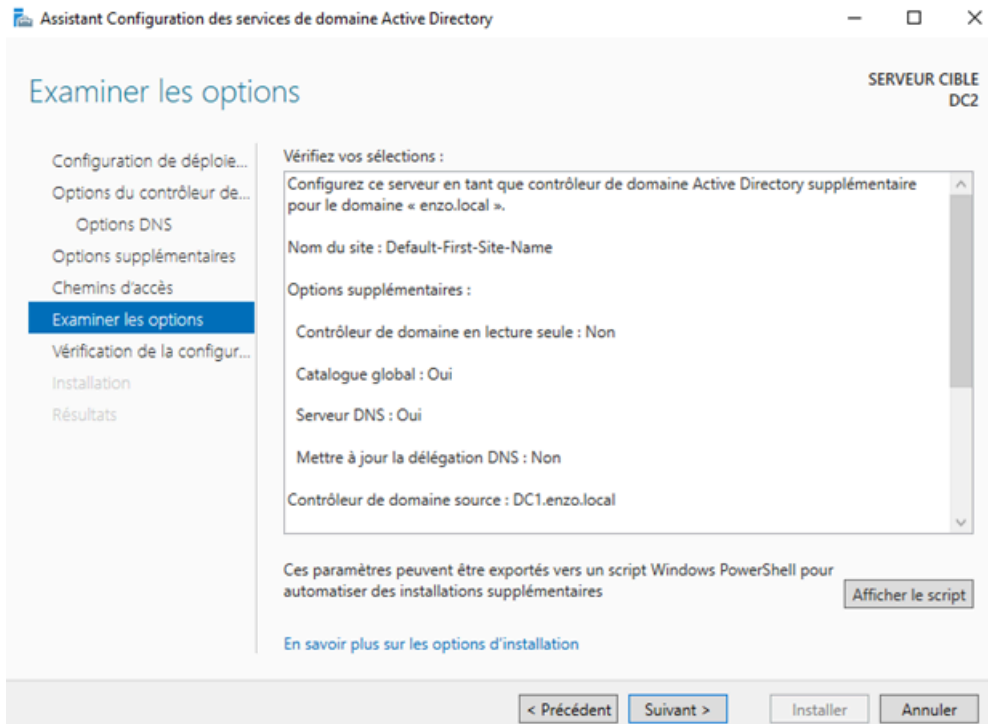 Assistant Configuration des services de domaine Active Directory
Examiner les options
SERVEUR CIBLE
DC2
Configuration de déploie...
Options du contrôleur de...
Options DNS
Options supplémentaires
Chemins d'accès
Examiner les options
Vérification de la configur...
Installation
Résultats
Vérifiez vos sélections :
Configurez ce serveur en tant que contrôleur de domaine Active Directory supplémentaire
pour le domaine « enzo.local ».
Nom du site : Default-First-Site-Name
Options supplémentaires :
Contrôleur de domaine en lecture seule : Non
Catalogue global : Oui
Serveur DNS : Oui
Mettre à jour la délégation DNS : Non
Contrôleur de domaine source : DC1.enzo.local
Ces paramètres peuvent être exportés vers un script Windows PowerShell pour
automatiser des installations supplémentaires
Afficher le script
En savoir plus sur les options d'installation
< Précédent
Suivant >
Installer
Annuler